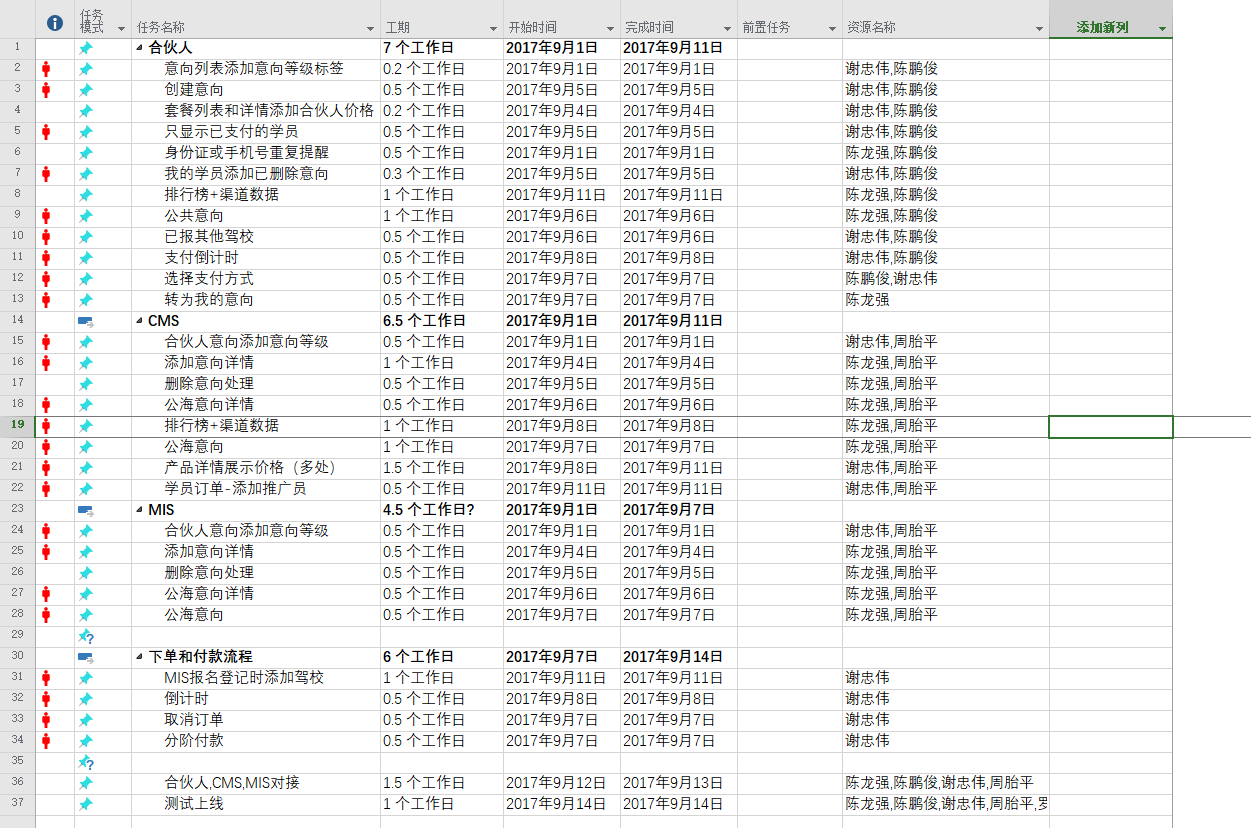 任务
模式 任务名称 工期 开始时间 完成时间 前置任务 资源名称 添加新列
1 合伙人 7 个工作日 2017年9月1日 2017年9月11日
2 意向列表添加意向等级标签 0.2 个工作日 2017年9月1日 2017年9月1日 谢忠伟,陈鹏俊
3 创建意向 0.5 个工作日 2017年9月5日 2017年9月5日 谢忠伟,陈鹏俊
4 套餐列表和详情添加合伙人价格 0.2 个工作日 2017年9月4日 2017年9月4日 谢忠伟,陈鹏俊
5 只显示已支付的学员 0.5 个工作日 2017年9月5日 2017年9月5日 谢忠伟,陈鹏俊
6 身份证或手机号重复提醒 0.5 个工作日 2017年9月1日 2017年9月1日 陈龙强,陈鹏俊
7 我的学员添加已删除意向 0.3 个工作日 2017年9月5日 2017年9月5日 谢忠伟,陈鹏俊
8 排行榜+渠道数据 1 个工作日 2017年9月11日 2017年9月11日 陈龙强,陈鹏俊
9 公共意向 1 个工作日 2017年9月6日 2017年9月6日 陈龙强,陈鹏俊
10 已报其他驾校 0.5 个工作日 2017年9月6日 2017年9月6日 谢忠伟,陈鹏俊
11 支付倒计时 0.5 个工作日 2017年9月8日 2017年9月8日 谢忠伟,陈鹏俊
12 选择支付方式 0.5 个工作日 2017年9月7日 2017年9月7日 陈鹏俊,谢忠伟
13 转为我的意向 0.5 个工作日 2017年9月7日 2017年9月7日 陈龙强
14 CMS 6.5 个工作日 2017年9月1日 2017年9月11日
15 合伙人意向添加意向等级 0.5 个工作日 2017年9月1日 2017年9月1日 谢忠伟,周胎平
16 添加意向详情 1 个工作日 2017年9月4日 2017年9月4日 陈龙强,周胎平
17 删除意向处理 0.5 个工作日 2017年9月5日 2017年9月5日 陈龙强,周胎平
18 公海意向详情 0.5 个工作日 2017年9月6日 2017年9月6日 陈龙强,周胎平
19 排行榜+渠道数据 1 个工作日 2017年9月8日 2017年9月8日 陈龙强,周胎平
20 公海意向 1 个工作日 2017年9月7日 2017年9月7日 陈龙强,周胎平
21 产品详情展示价格（多处） 1.5 个工作日 2017年9月8日 2017年9月11日 谢忠伟,周胎平
22 学员订单-添加推广员 0.5 个工作日 2017年9月11日 2017年9月11日 谢忠伟,周胎平
23 MIS 4.5 个工作日? 2017年9月1日 2017年9月7日
24 合伙人意向添加意向等级 0.5 个工作日 2017年9月1日 2017年9月1日 谢忠伟,周胎平
25 添加意向详情 0.5 个工作日 2017年9月4日 2017年9月4日 陈龙强,周胎平
26 删除意向处理 0.5 个工作日 2017年9月5日 2017年9月5日 陈龙强,周胎平
27 公海意向详情 0.5 个工作日 2017年9月6日 2017年9月6日 陈龙强,周胎平
28 公海意向 0.5 个工作日 2017年9月7日 2017年9月7日 陈龙强,周胎平
29 ?
30 下单和付款流程 6 个工作日 2017年9月7日 2017年9月14日
31 MIS报名登记时添加驾校 1 个工作日 2017年9月11日 2017年9月11日 谢忠伟
32 倒计时 0.5 个工作日 2017年9月8日 2017年9月8日 谢忠伟
33 取消订单 0.5 个工作日 2017年9月7日 2017年9月7日 谢忠伟
34 分阶付款 0.5 个工作日 2017年9月7日 2017年9月7日 谢忠伟
35 ?
36 合伙人,CMS,MIS对接 1.5 个工作日 2017年9月12日 2017年9月13日 陈龙强,陈鹏俊,谢忠伟,周胎平
37 测试上线 1 个工作日 2017年9月14日 2017年9月14日 陈龙强,陈鹏俊,谢忠伟,周胎平,罗